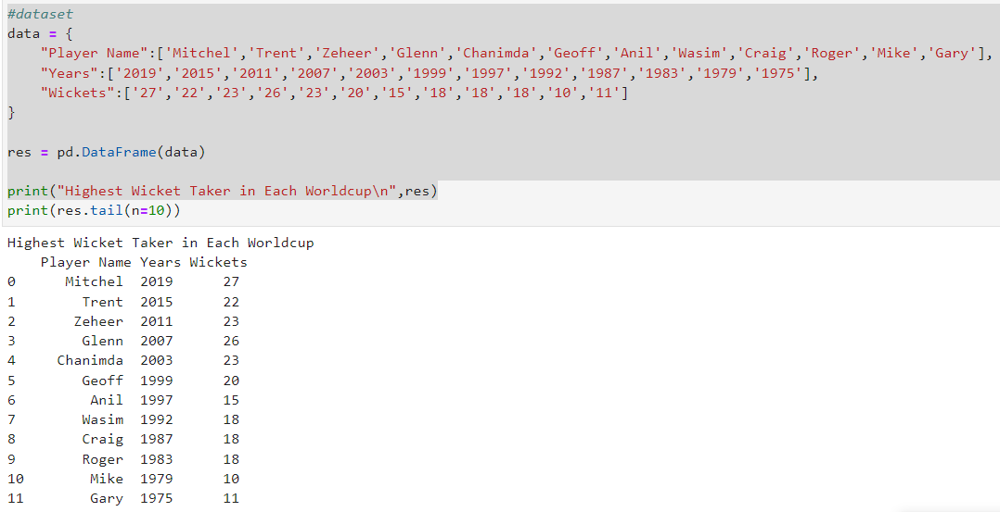 #dataset
data = {
    "Player Name":['Mitchel','Trent','Zeheer','Glenn','Chanimda','Geoff','Anil','Wasim','Craig','Roger','Mike','Gary'],
    "Years":['2019','2015','2011','2007','2003','1999','1997','1992','1987','1983','1979','1975'],
    "Wickets":['27','22','23','26','23','20','15','18','18','18','10','11']
}
res = pd.DataFrame(data)
print("Highest Wicket Taker in Each Worldcup\n",res)
print(res.tail(n=10))
Highest Wicket Taker in Each Worldcup
    Player Name Years Wickets
0      Mitchel  2019      27
1        Trent  2015      22
2       Zeheer  2011      23
3        Glenn  2007      26
4     Chanimda  2003      23
5        Geoff  1999      20
6         Anil  1997      15
7        Wasim  1992      18
8        Craig  1987      18
9        Roger  1983      18
10        Mike  1979      10
11        Gary  1975      11